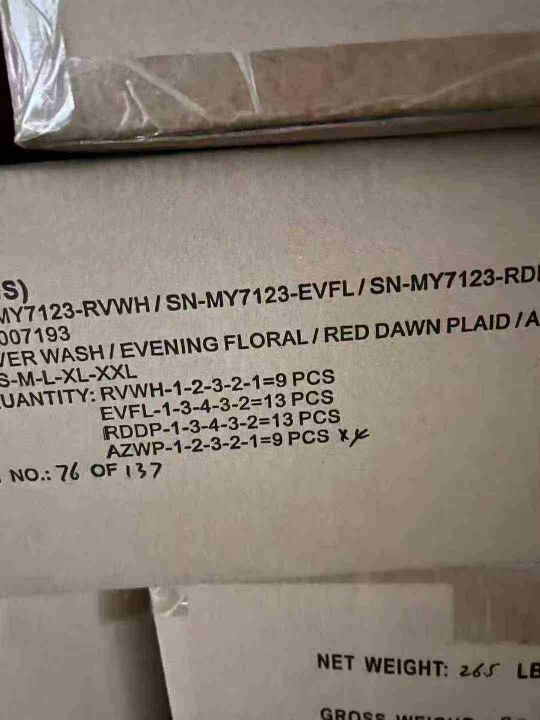 S)
MY7123-RVWH / SN-MY7123-EVFL / SN-MY7123-RD
007193
ER WASH / EVENING FLORAL / RED DAWN PLAID / A
S-M-L-XL-XXL
UANTITY: RVWH-1-2-3-2-1=9 PCS
EVFL-1-3-4-3-2=13 PCS
RDDP-1-3-4-3-2=13 PCS
AZWP-1-2-3-2-1=9 PCS
NO.: 76 OF 137
NET WEIGHT: 265 LB
GROSS